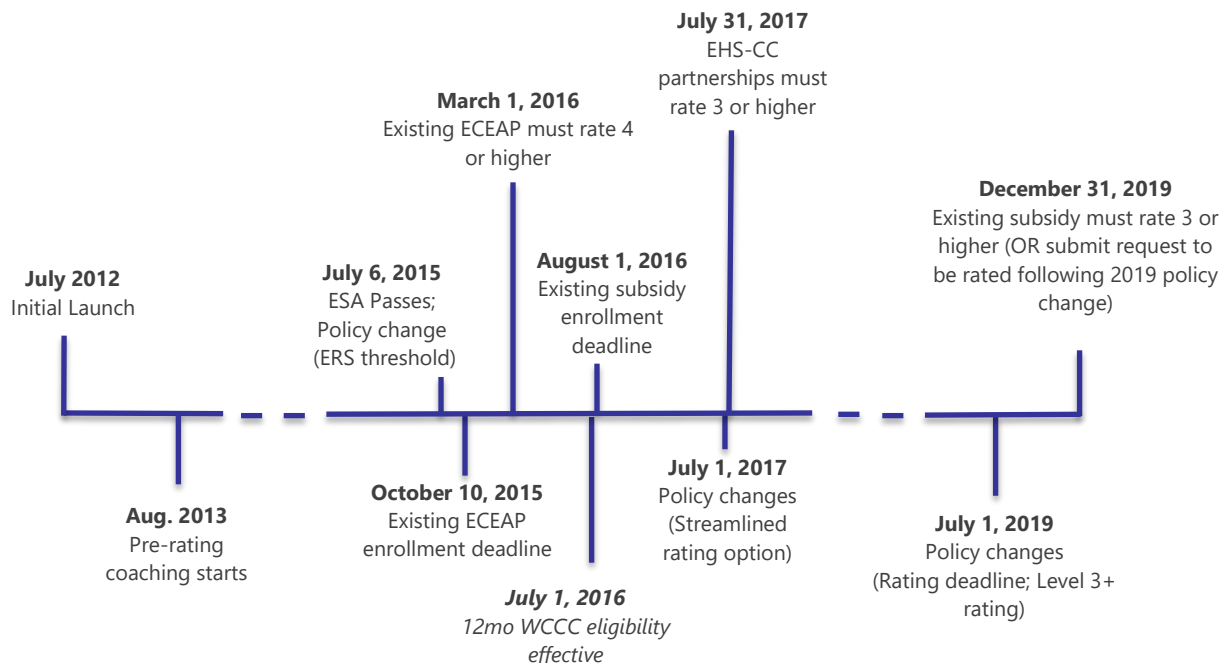 July 31, 2017
EHS-CC
partnerships must
rate 3 or higher
March 1, 2016
Existing ECEAP must rate 4
or higher
December 31, 2019
Existing subsidy must rate 3 or
higher (OR submit request to
be rated following 2019 policy
change)
July 2012
Initial Launch
July 6, 2015
ESA Passes;
Policy change
(ERS threshold)
August 1, 2016
Existing subsidy
enrollment
deadline
Aug. 2013
Pre-rating
coaching starts
October 10, 2015
Existing ECEAP
enrollment deadline
July 1, 2016
12mo WCCC eligibility
effective
July 1, 2017
Policy changes
(Streamlined
rating option)
July 1, 2019
Policy changes
(Rating deadline; Level 3+
rating)